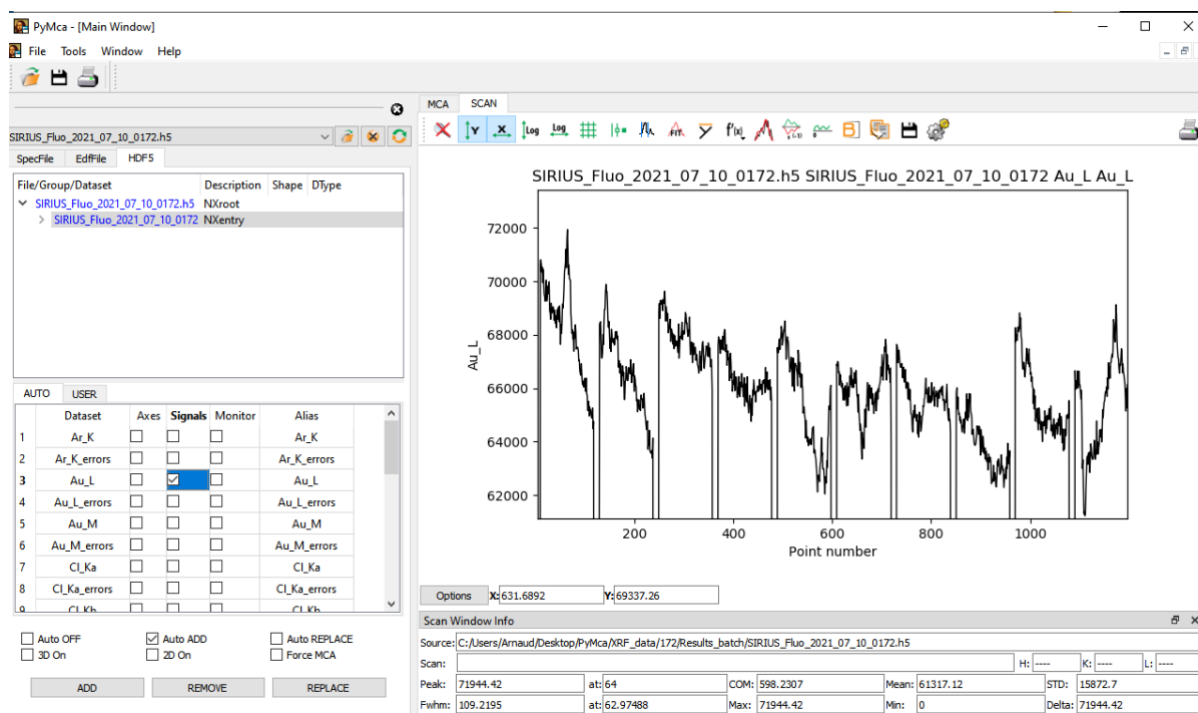 PyMca - [Main Window]
File Tools Window Help
SIRIUS_Fluo_2021_07_10_0172.h5
SpecFile EdfFile HDF5
File/Group/Dataset Description Shape DType
SIRIUS_Fluo_2021_07_10_0172.h5 NXroot
SIRIUS_Fluo_2021_07_10_0172 NXentry
AUTO USER
Dataset Axes Signals Monitor Alias
1 Ar_K Ar_K
2 Ar_K_errors Ar_K_errors
3 Au_L Au_L
4 Au_L_errors Au_L_errors
5 Au_M Au_M
6 Au_M_errors Au_M_errors
7 Cl_Ka Cl_Ka
8 Cl_Ka_errors Cl_Ka_errors
9 Cl_Kb Cl_Kb
Auto OFF Auto ADD Auto REPLACE
3D On 2D On Force MCA
ADD REMOVE REPLACE
MCA SCAN
Y X Log Log FIT f'(x)
SIRIUS_Fluo_2021_07_10_0172.h5 SIRIUS_Fluo_2021_07_10_0172 Au_L Au_L
72000
70000
68000
66000
64000
62000
Au_L
200 400 600 800 1000
Point number
Options X: 631.6892 Y: 69337.26
Scan Window Info
Source: C:/Users/Arnaud/Desktop/PyMca/XRF_data/172/Results_batch/SIRIUS_Fluo_2021_07_10_0172.h5
Scan: H: ---- K: ---- L: ----
Peak: 71944.42 at: 64 COM: 598.2307 Mean: 61317.12 STD: 15872.7
Fwhm: 109.2195 at: 62.97488 Max: 71944.42 Min: 0 Delta: 71944.42